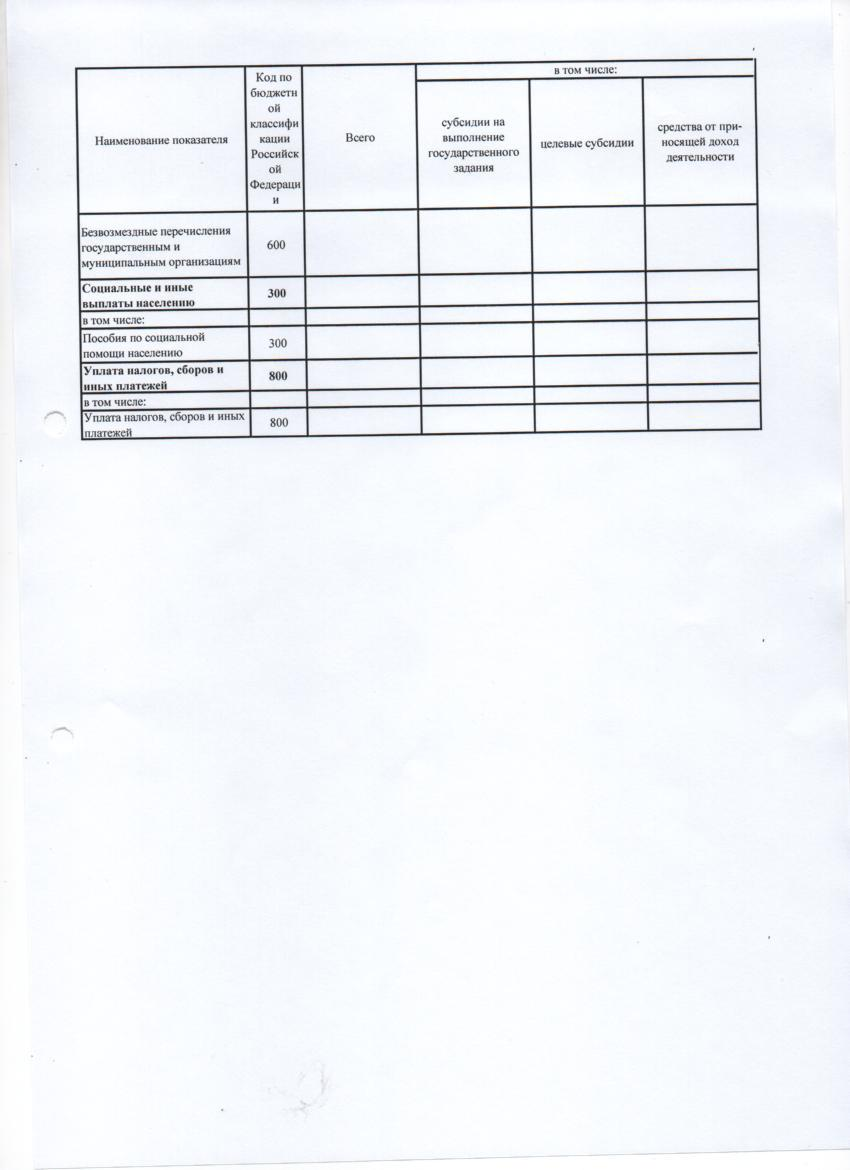 Наименование показателя
Код по
бюджетн
ой
классифи
кации
Российск
ой
Федераци
и
Всего
в том числе:
субсидии на
выполнение
государственного
задания
целевые субсидии
средства от при-
носящей доход
деятельности
Безвозмездные перечисления
государственным и
муниципальным организациям
600
Социальные и иные
выплаты населению
300
в том числе:
Пособия по социальной
помощи населению
300
Уплата налогов, сборов и
иных платежей
800
в том числе:
Уплата налогов, сборов и иных
платежей
800